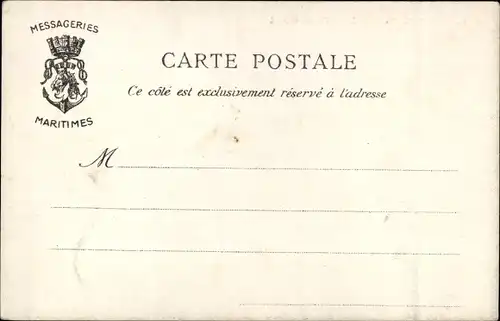 MESSAGERIES
MARITIMES
CARTE POSTALE
Ce côté est exclusivement réservé à l'adresse
M